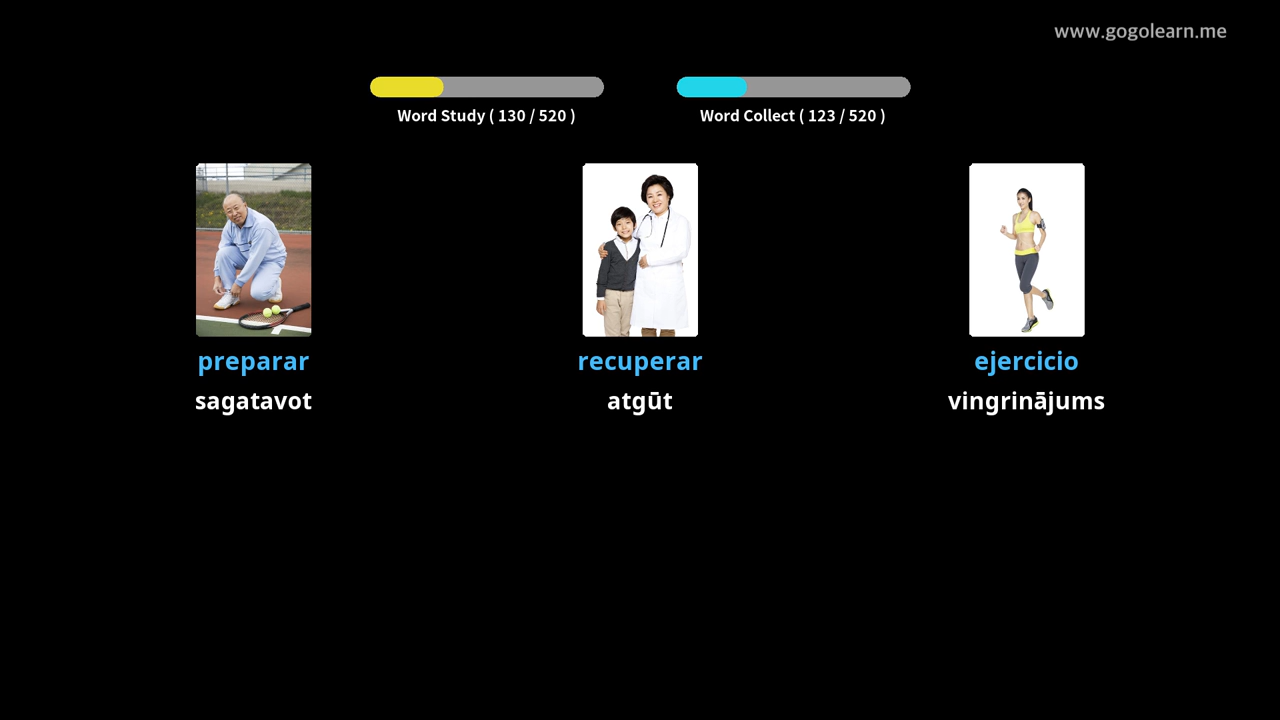 www.gogolearn.me
Word Study ( 130 / 520 )
Word Collect ( 123 / 520 )
preparar
sagatavot
recuperar
atgūt
ejercicio
vingrinājums